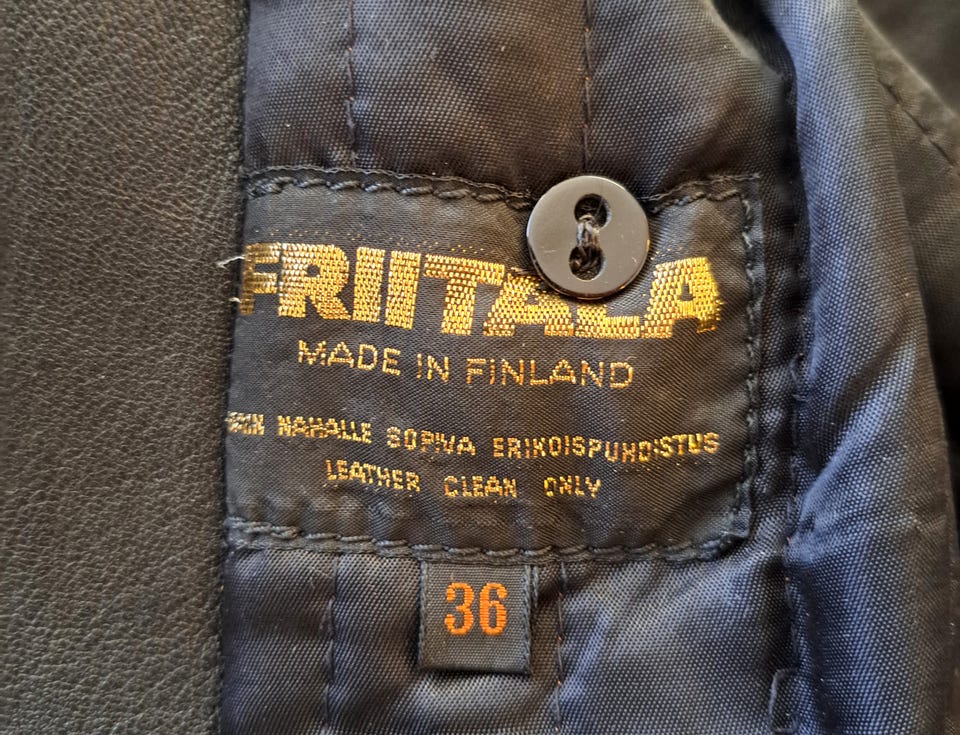 FRIITALA
MADE IN FINLAND
NAHALLE SOPIVA ERIKOISPUHDISTUS
LEATHER CLEAN ONLY
36